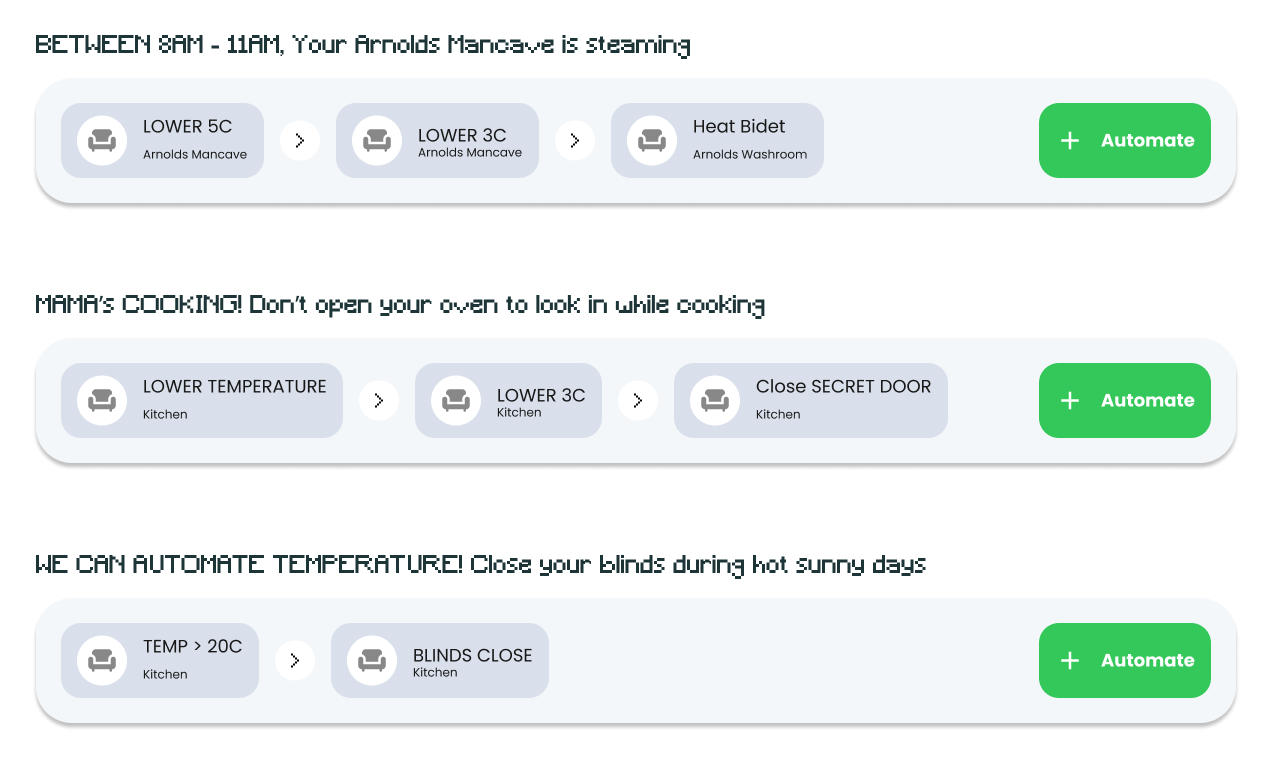 BETWEEN 8AM - 11AM, Your Arnolds Mancave is steaming
LOWER 5C
Arnolds Mancave
LOWER 3C
Arnolds Mancave
Heat Bidet
Arnolds Washroom
+ Automate
MAMA's COOKING! Don't open your oven to look in while cooking
LOWER TEMPERATURE
Kitchen
LOWER 3C
Kitchen
Close SECRET DOOR
Kitchen
+ Automate
WE CAN AUTOMATE TEMPERATURE! Close your blinds during hot sunny days
TEMP > 20C
Kitchen
BLINDS CLOSE
Kitchen
+ Automate